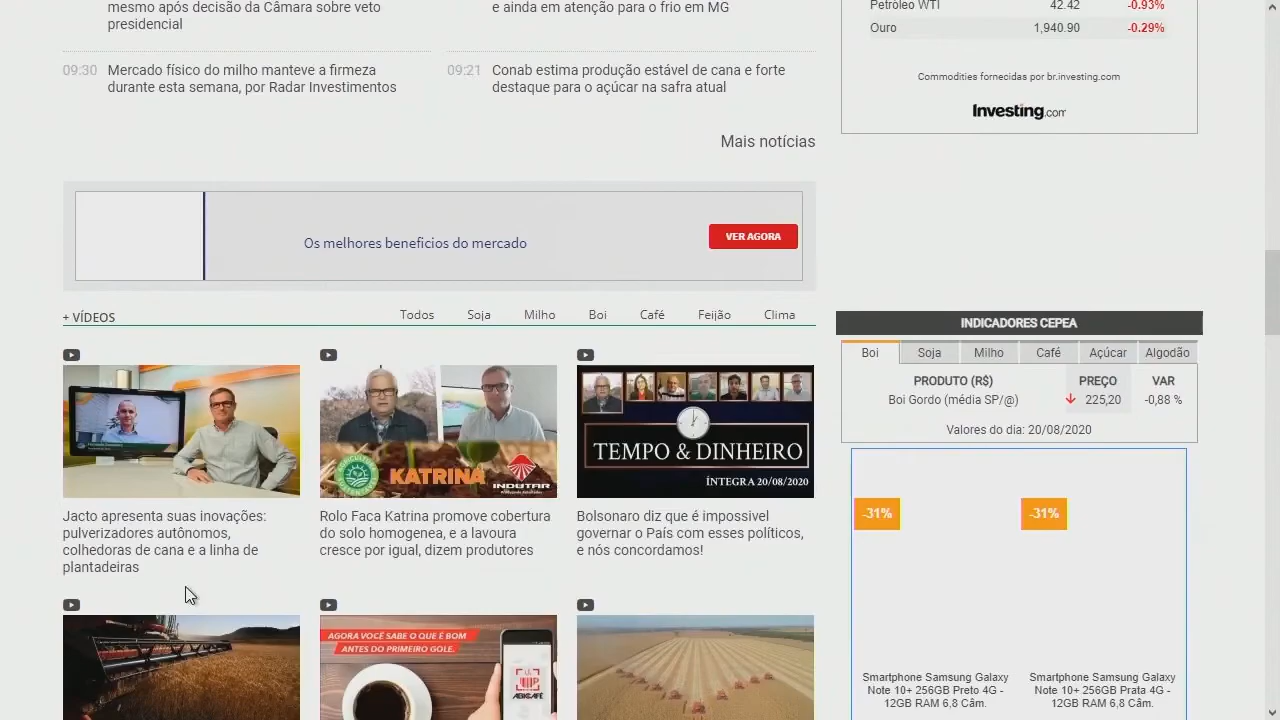 mesmo após decisão da Câmara sobre veto
presidencial
e ainda em atenção para o frio em MG
09:30 Mercado físico do milho manteve a firmeza
durante esta semana, por Radar Investimentos
09:21 Conab estima produção estável de cana e forte
destaque para o açúcar na safra atual
Mais notícias
Petróleo WTI 42.42 -0.93%
Ouro 1,940.90 -0.29%
Commodities fornecidas por br.investing.com
Investing.com
Os melhores beneficios do mercado
VER AGORA
+ VÍDEOS Todos Soja Milho Boi Café Feijão Clima
KATRINA
INDUTAR
TEMPO & DINHEIRO
ÍNTEGRA 20/08/2020
Jacto apresenta suas inovações:
pulverizadores autônomos,
colhedoras de cana e a linha de
plantadeiras
Rolo Faca Katrina promove cobertura
do solo homogenea, e a lavoura
cresce por igual, dizem produtores
Bolsonaro diz que é impossivel
governar o País com esses políticos,
e nós concordamos!
AGORA VOCÊ SABE O QUE É BOM
ANTES DO PRIMEIRO GOLE.
ABICAFÉ
INDICADORES CEPEA
Boi Soja Milho Café Açúcar Algodão
PRODUTO (R$) PREÇO VAR
Boi Gordo (média SP/@) 225,20 -0,88 %
Valores do dia: 20/08/2020
-31% -31%
Smartphone Samsung Galaxy
Note 10+ 256GB Preto 4G -
12GB RAM 6,8 Câm.
Smartphone Samsung Galaxy
Note 10+ 256GB Prata 4G -
12GB RAM 6,8 Câm.